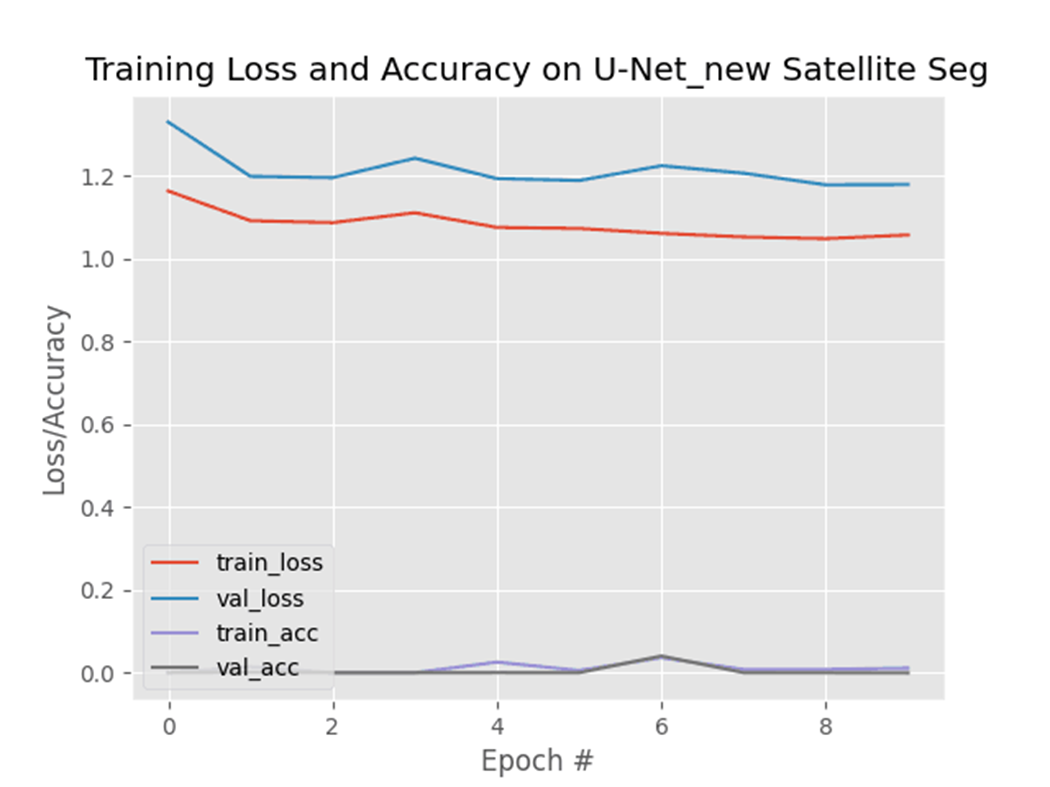 Training Loss and Accuracy on U-Net_new Satellite Seg
Loss/Accuracy
1.2
1.0
0.8
0.6
0.4
0.2
0.0
train_loss
val_loss
train_acc
val_acc
0 2 4 6 8
Epoch #